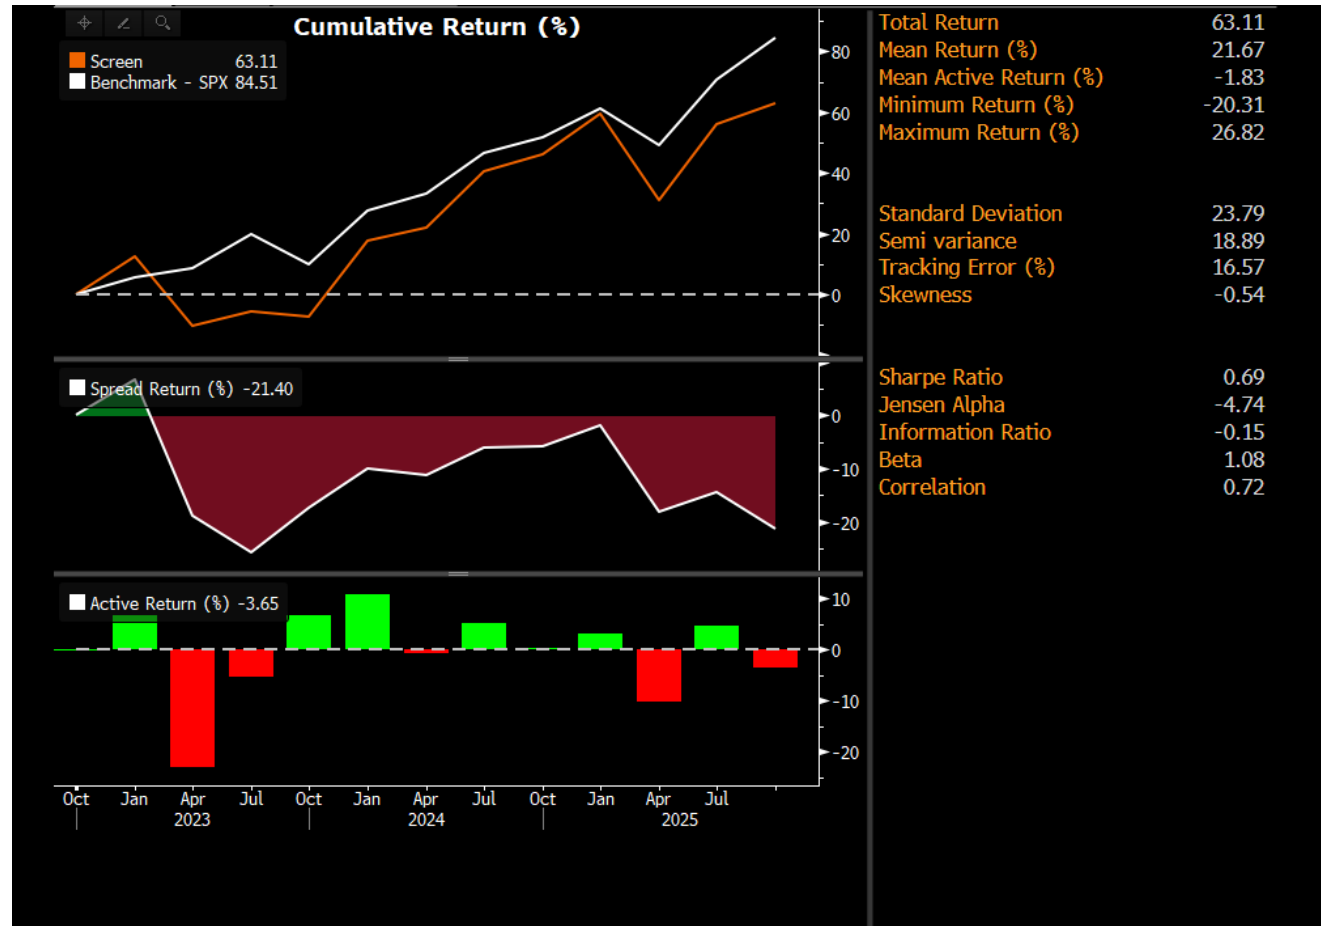 Cumulative Return (%)
Screen 63.11
Benchmark - SPX 84.51
80
60
40
20
0
Spread Return (%) -21.40
0
-10
-20
Active Return (%) -3.65
10
0
-10
-20
Oct Jan Apr Jul Oct Jan Apr Jul Oct Jan Apr Jul
2023 2024 2025
Total Return 63.11
Mean Return (%) 21.67
Mean Active Return (%) -1.83
Minimum Return (%) -20.31
Maximum Return (%) 26.82
Standard Deviation 23.79
Semi variance 18.89
Tracking Error (%) 16.57
Skewness -0.54
Sharpe Ratio 0.69
Jensen Alpha -4.74
Information Ratio -0.15
Beta 1.08
Correlation 0.72